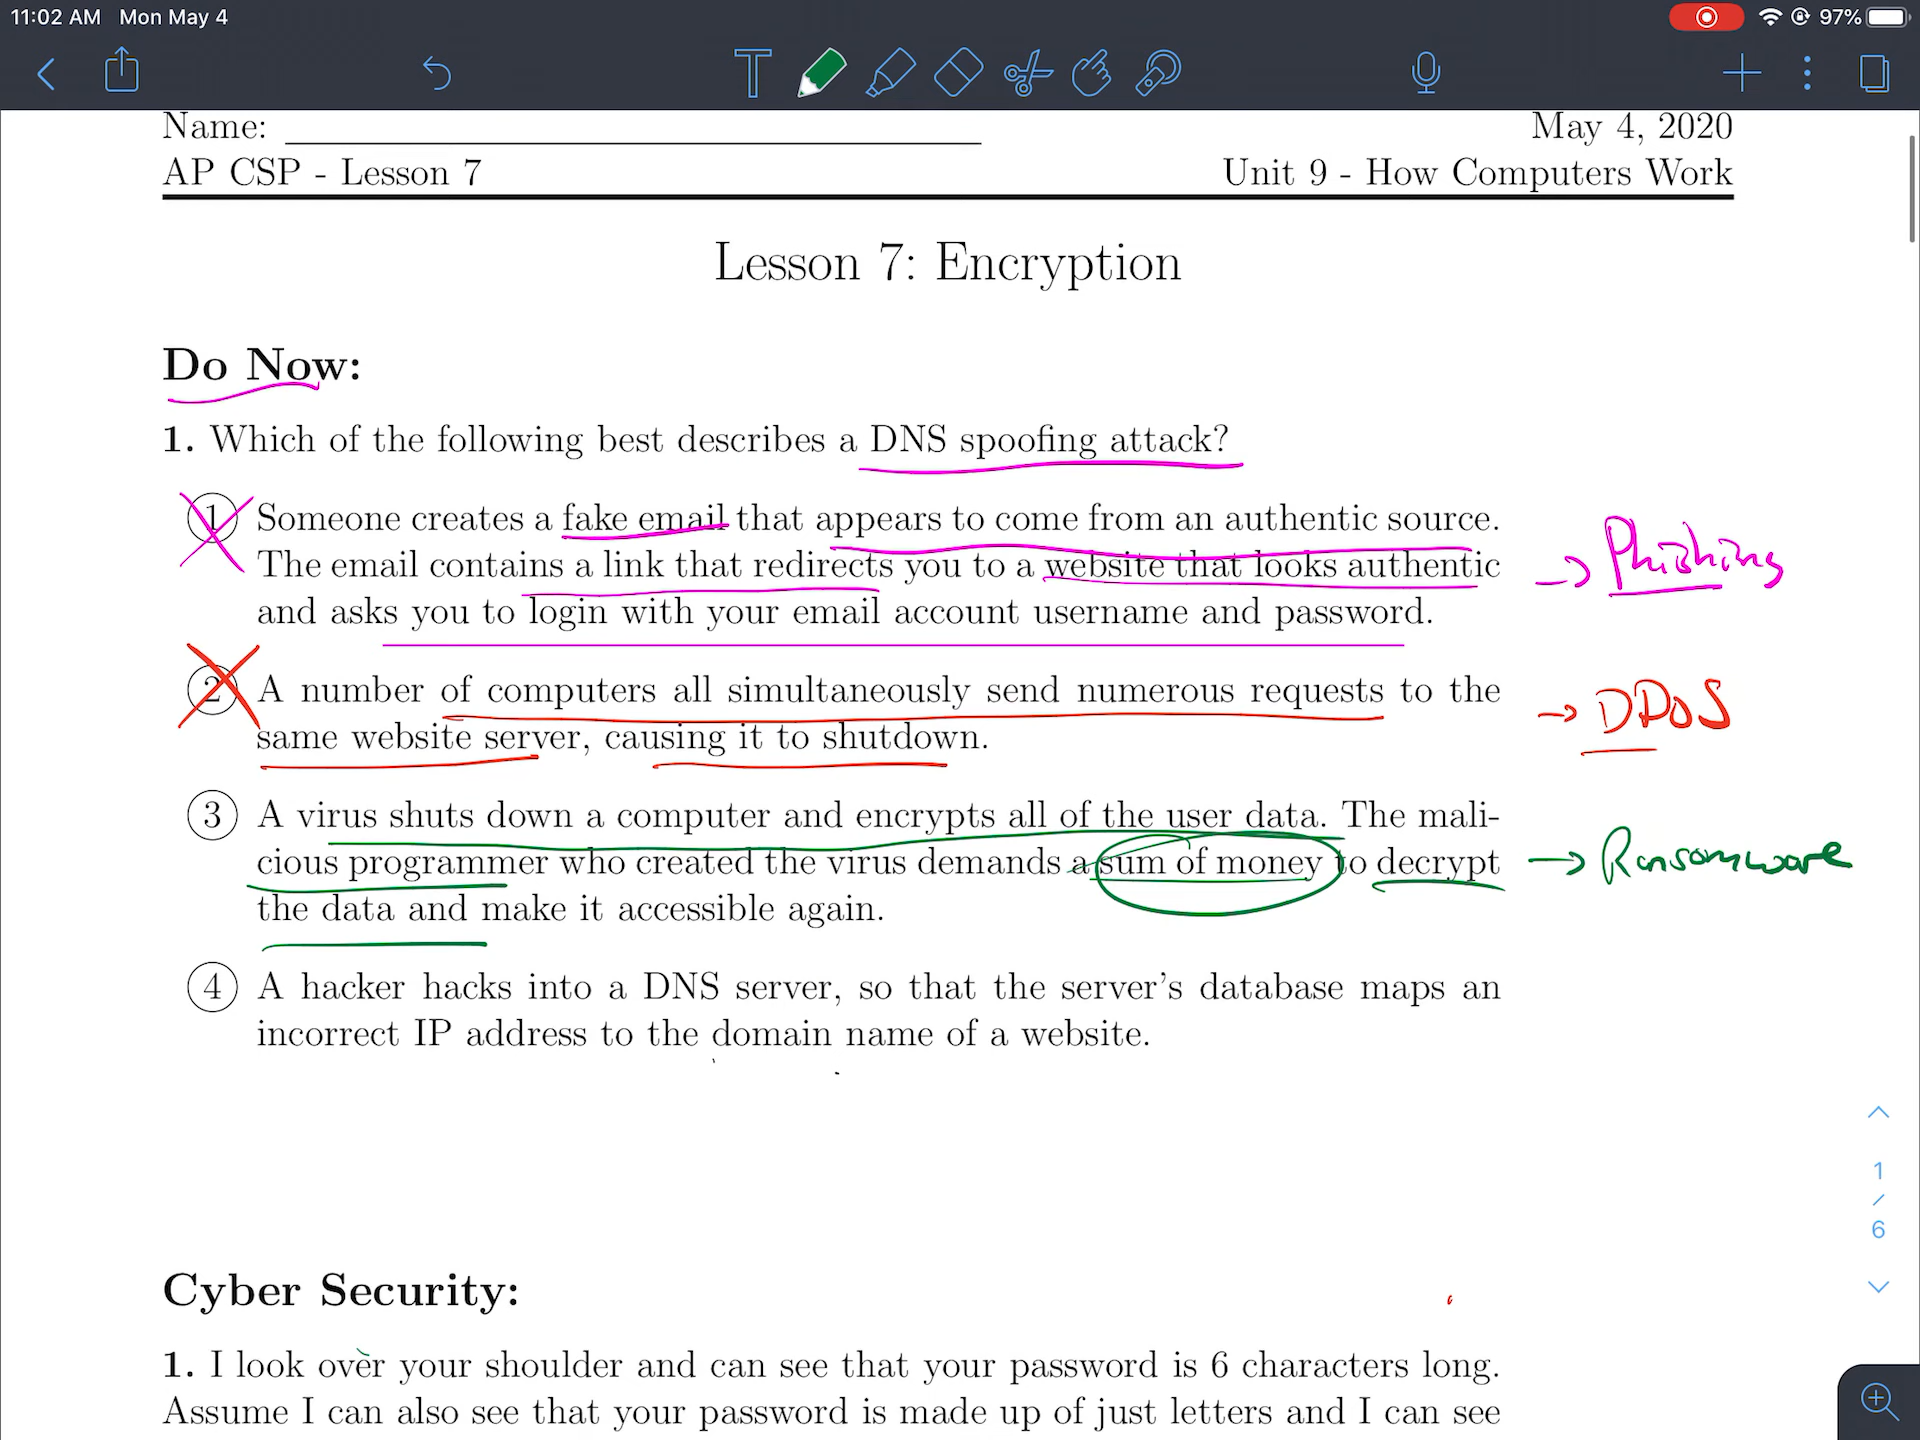 11:02 AM Mon May 4 97%
T
Name: May 4, 2020
AP CSP - Lesson 7 Unit 9 - How Computers Work
Lesson 7: Encryption
Do Now:
1. Which of the following best describes a DNS spoofing attack?
1 Someone creates a fake email that appears to come from an authentic source.
The email contains a link that redirects you to a website that looks authentic → Phishing
and asks you to login with your email account username and password.
2 A number of computers all simultaneously send numerous requests to the → DDoS
same website server, causing it to shutdown.
3 A virus shuts down a computer and encrypts all of the user data. The mali-
cious programmer who created the virus demands a sum of money to decrypt → Ransomware
the data and make it accessible again.
4 A hacker hacks into a DNS server, so that the server's database maps an
incorrect IP address to the domain name of a website.
1
/
6
Cyber Security:
1. I look over your shoulder and can see that your password is 6 characters long.
Assume I can also see that your password is made up of just letters and I can see